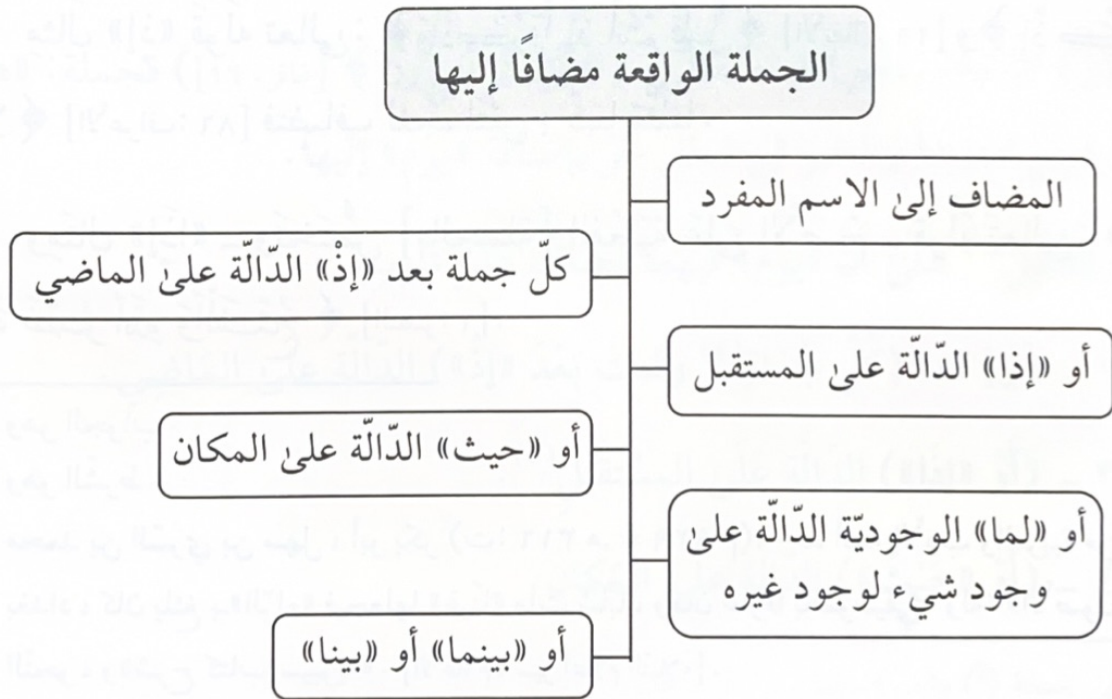 الجملة الواقعة مضافًا إليها
المضاف إلىٰ الاسم المفرد
كلّ جملة بعد «إذْ» الدّالّة علىٰ الماضي
أو «إذا» الدّالّة علىٰ المستقبل
أو «حيث» الدّالّة علىٰ المكان
أو «لما» الوجوديّة الدّالّة علىٰ
وجود شيء لوجود غيره
أو «بينما» أو «بينا»